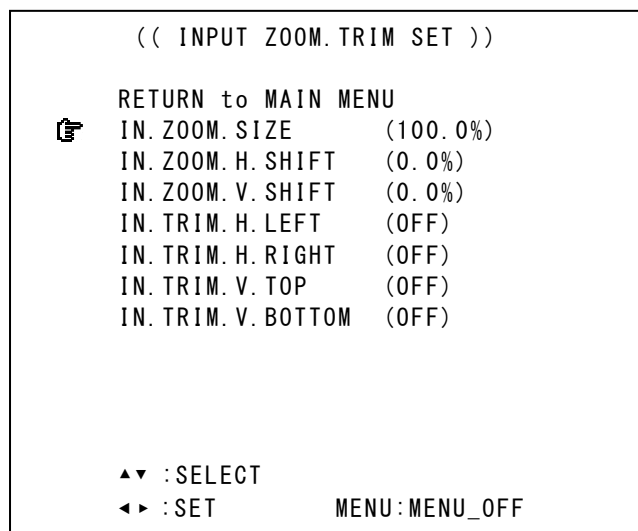 (( INPUT ZOOM.TRIM SET ))
RETURN to MAIN MENU
☞ IN.ZOOM.SIZE (100.0%)
IN.ZOOM.H.SHIFT (0.0%)
IN.ZOOM.V.SHIFT (0.0%)
IN.TRIM.H.LEFT (OFF)
IN.TRIM.H.RIGHT (OFF)
IN.TRIM.V.TOP (OFF)
IN.TRIM.V.BOTTOM (OFF)
▲▼ :SELECT
◄► :SET MENU:MENU_OFF